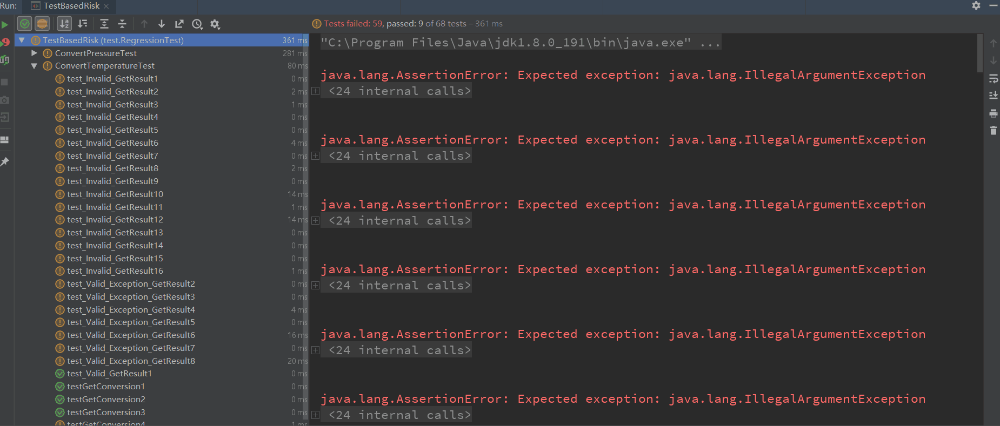 Run: TestBasedRisk
Tests failed: 59, passed: 9 of 68 tests – 361 ms
TestBasedRisk (test.RegressionTest) 361 ms
ConvertPressureTest 281 ms
ConvertTemperatureTest 80 ms
test_Invalid_GetResult1 0 ms
test_Invalid_GetResult2 2 ms
test_Invalid_GetResult3 1 ms
test_Invalid_GetResult4 0 ms
test_Invalid_GetResult5 0 ms
test_Invalid_GetResult6 4 ms
test_Invalid_GetResult7 0 ms
test_Invalid_GetResult8 2 ms
test_Invalid_GetResult9 0 ms
test_Invalid_GetResult10 14 ms
test_Invalid_GetResult11 1 ms
test_Invalid_GetResult12 14 ms
test_Invalid_GetResult13 0 ms
test_Invalid_GetResult14 0 ms
test_Invalid_GetResult15 0 ms
test_Invalid_GetResult16 1 ms
test_Valid_Exception_GetResult2 0 ms
test_Valid_Exception_GetResult3 0 ms
test_Valid_Exception_GetResult4 4 ms
test_Valid_Exception_GetResult5 0 ms
test_Valid_Exception_GetResult6 16 ms
test_Valid_Exception_GetResult7 0 ms
test_Valid_Exception_GetResult8 20 ms
test_Valid_GetResult1 0 ms
testGetConversion1 0 ms
testGetConversion2 0 ms
testGetConversion3 0 ms
testGetConversion4 1 ms
"C:\Program Files\Java\jdk1.8.0_191\bin\java.exe" ...
java.lang.AssertionError: Expected exception: java.lang.IllegalArgumentException
<24 internal calls>
java.lang.AssertionError: Expected exception: java.lang.IllegalArgumentException
<24 internal calls>
java.lang.AssertionError: Expected exception: java.lang.IllegalArgumentException
<24 internal calls>
java.lang.AssertionError: Expected exception: java.lang.IllegalArgumentException
<24 internal calls>
java.lang.AssertionError: Expected exception: java.lang.IllegalArgumentException
<24 internal calls>
java.lang.AssertionError: Expected exception: java.lang.IllegalArgumentException
<24 internal calls>